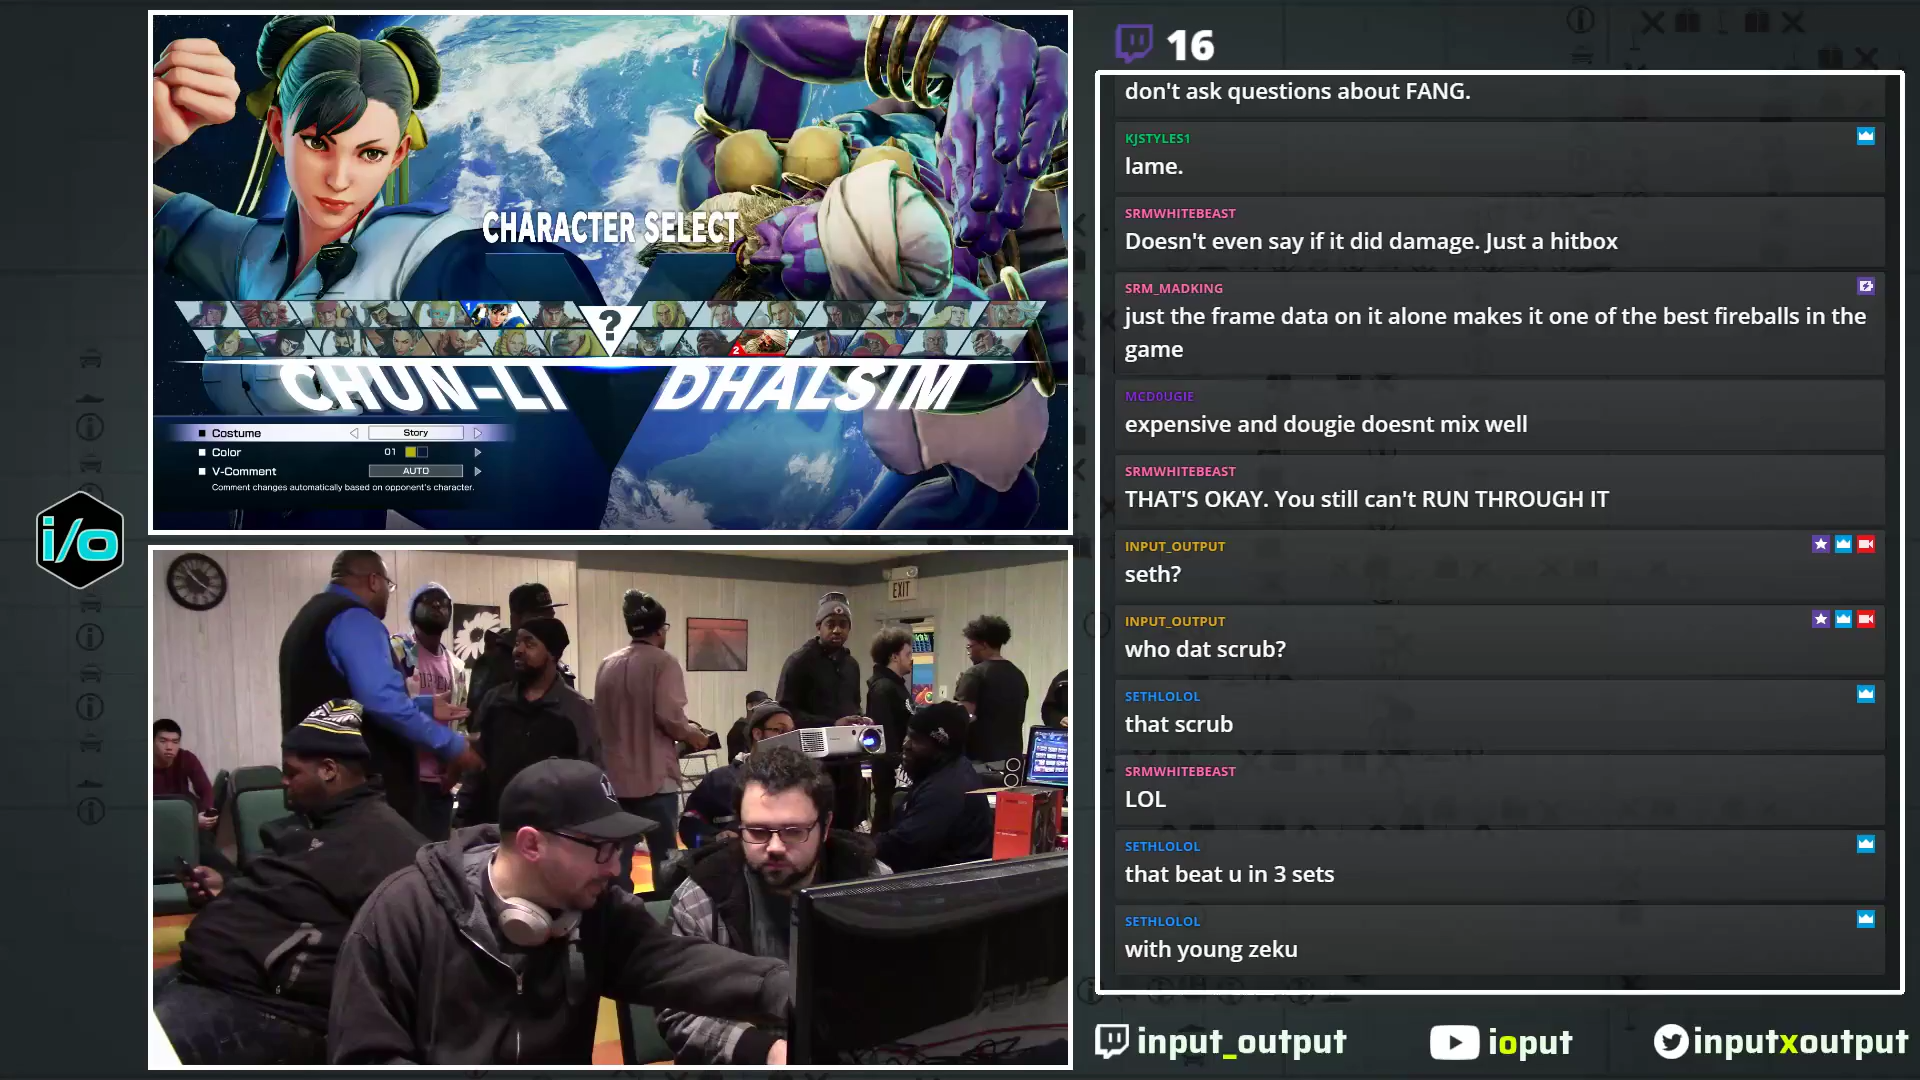 CHARACTER SELECT
1
?
2
CHUN-LI
DHALSIM
Costume
Story
Color
01
V-Comment
AUTO
Comment changes automatically based on opponent's character.
i/o
EXIT
16
don't ask questions about FANG.
KJSTYLES1
lame.
SRMWHITEBEAST
Doesn't even say if it did damage. Just a hitbox
SRM_MADKING
just the frame data on it alone makes it one of the best fireballs in the
game
MCD0UGIE
expensive and dougie doesnt mix well
SRMWHITEBEAST
THAT'S OKAY. You still can't RUN THROUGH IT
INPUT_OUTPUT
seth?
INPUT_OUTPUT
who dat scrub?
SETHLOLOL
that scrub
SRMWHITEBEAST
LOL
SETHLOLOL
that beat u in 3 sets
SETHLOLOL
with young zeku
input_output
ioput
inputxoutput